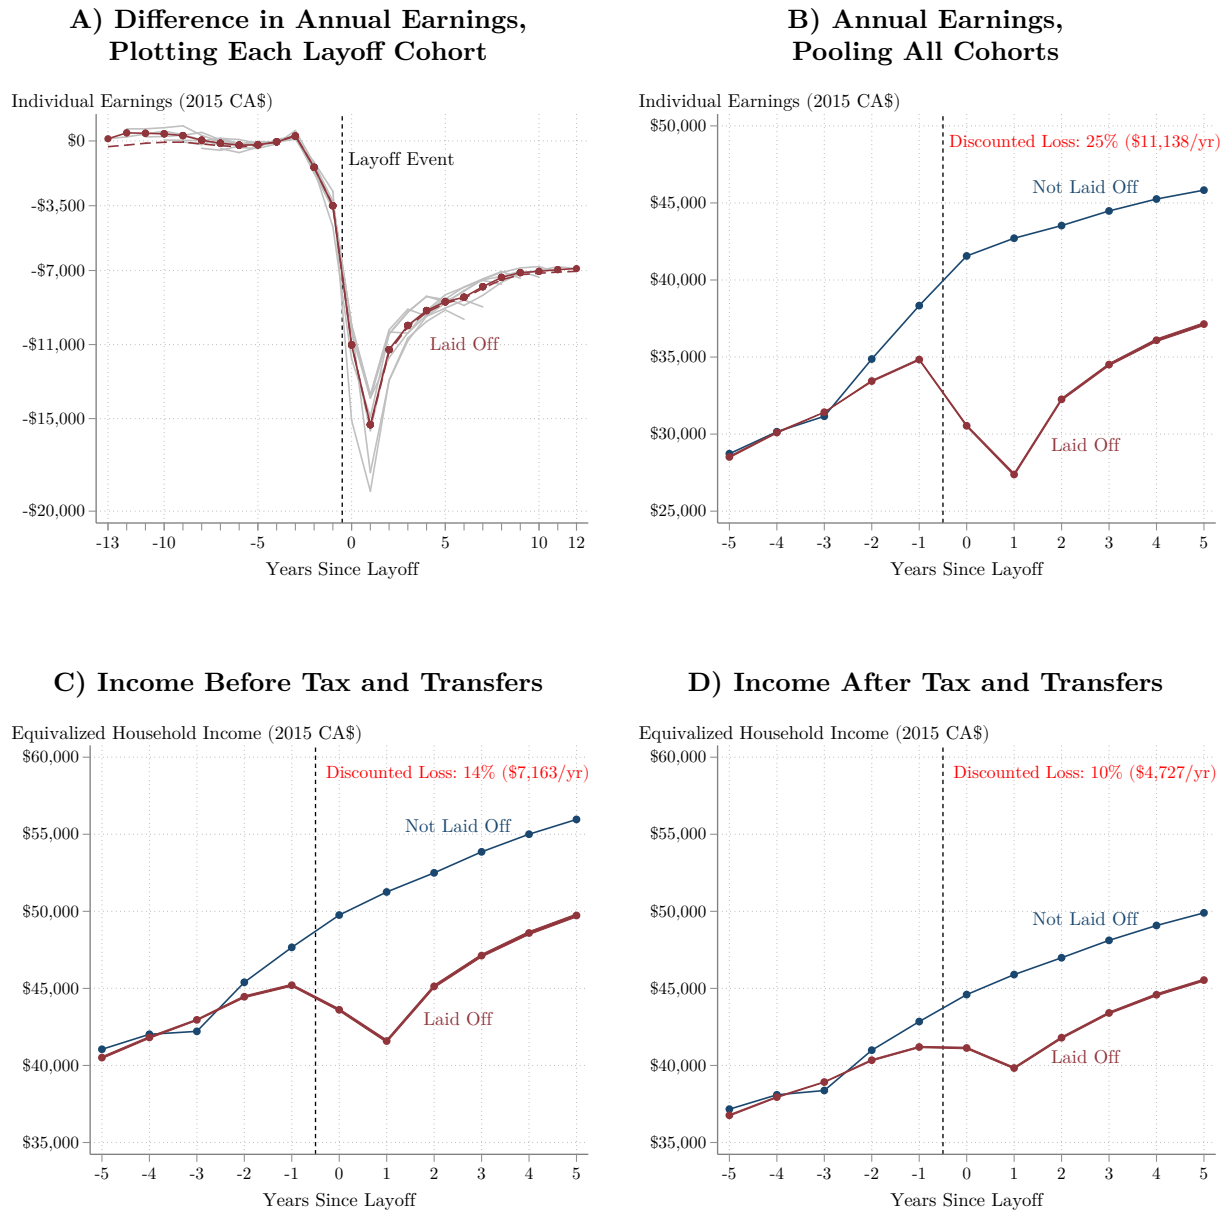 A) Difference in Annual Earnings,
Plotting Each Layoff Cohort
Individual Earnings (2015 CA$)
$0
-$3,500
-$7,000
-$11,000
-$15,000
-$20,000
Layoff Event
Laid Off
-13 -10 -5 0 5 10 12
Years Since Layoff
B) Annual Earnings,
Pooling All Cohorts
Individual Earnings (2015 CA$)
$50,000
$45,000
$40,000
$35,000
$30,000
$25,000
Discounted Loss: 25% ($11,138/yr)
Not Laid Off
Laid Off
-5 -4 -3 -2 -1 0 1 2 3 4 5
Years Since Layoff
C) Income Before Tax and Transfers
Equivalized Household Income (2015 CA$)
$60,000
$55,000
$50,000
$45,000
$40,000
$35,000
Discounted Loss: 14% ($7,163/yr)
Not Laid Off
Laid Off
-5 -4 -3 -2 -1 0 1 2 3 4 5
Years Since Layoff
D) Income After Tax and Transfers
Equivalized Household Income (2015 CA$)
$60,000
$55,000
$50,000
$45,000
$40,000
$35,000
Discounted Loss: 10% ($4,727/yr)
Not Laid Off
Laid Off
-5 -4 -3 -2 -1 0 1 2 3 4 5
Years Since Layoff